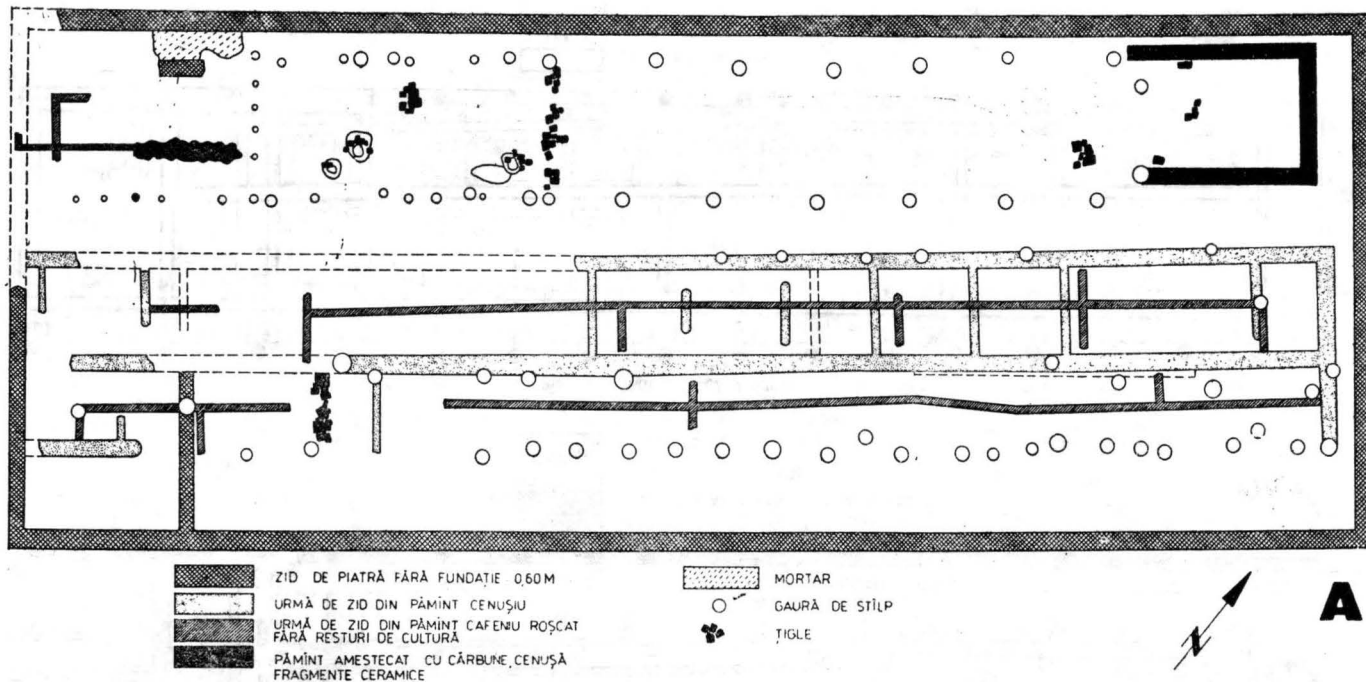 ZID DE PIATRĂ FĂRĂ FUNDAȚIE 0,60 M
URMĂ DE ZID DIN PĂMÎNT CENUȘIU
URMĂ DE ZID DIN PĂMÎNT CAFENIU ROȘCAT
FĂRĂ RESTURI DE CULTURĂ
PĂMÎNT AMESTECAT CU CĂRBUNE, CENUȘĂ
FRAGMENTE CERAMICE
MORTAR
GAURĂ DE STÎLP
ȚIGLE
N
A